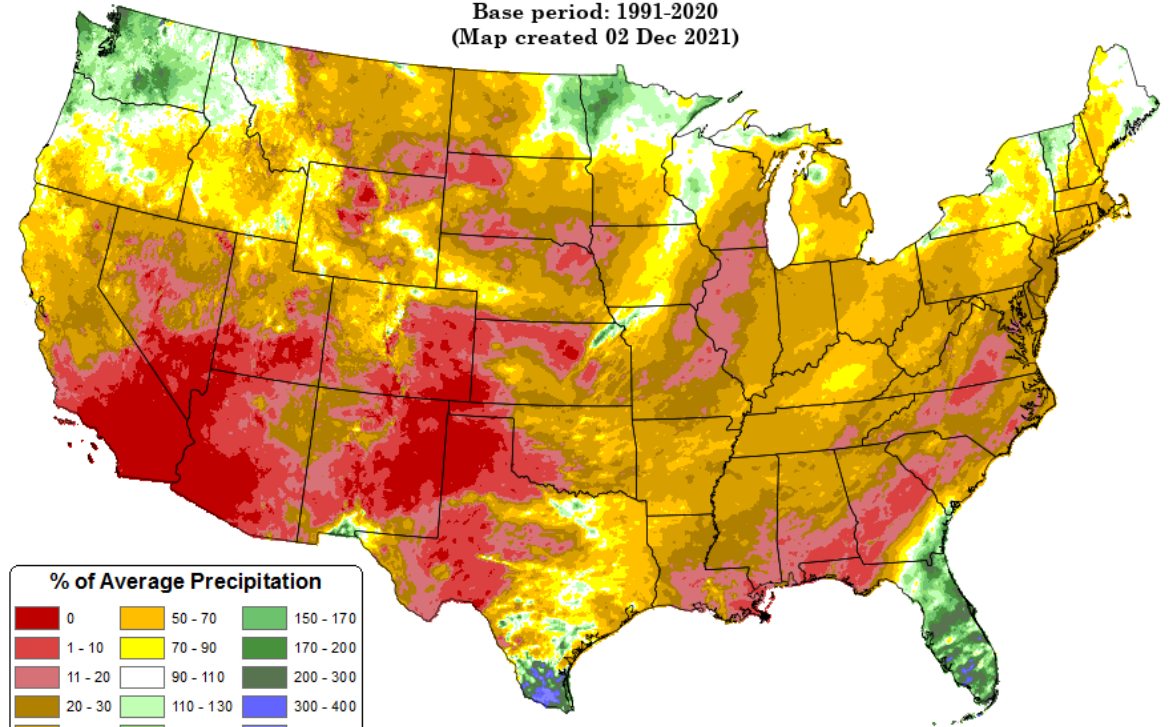 Base period: 1991-2020
(Map created 02 Dec 2021)
% of Average Precipitation
0
50 - 70
150 - 170
1 - 10
70 - 90
170 - 200
11 - 20
90 - 110
200 - 300
20 - 30
110 - 130
300 - 400